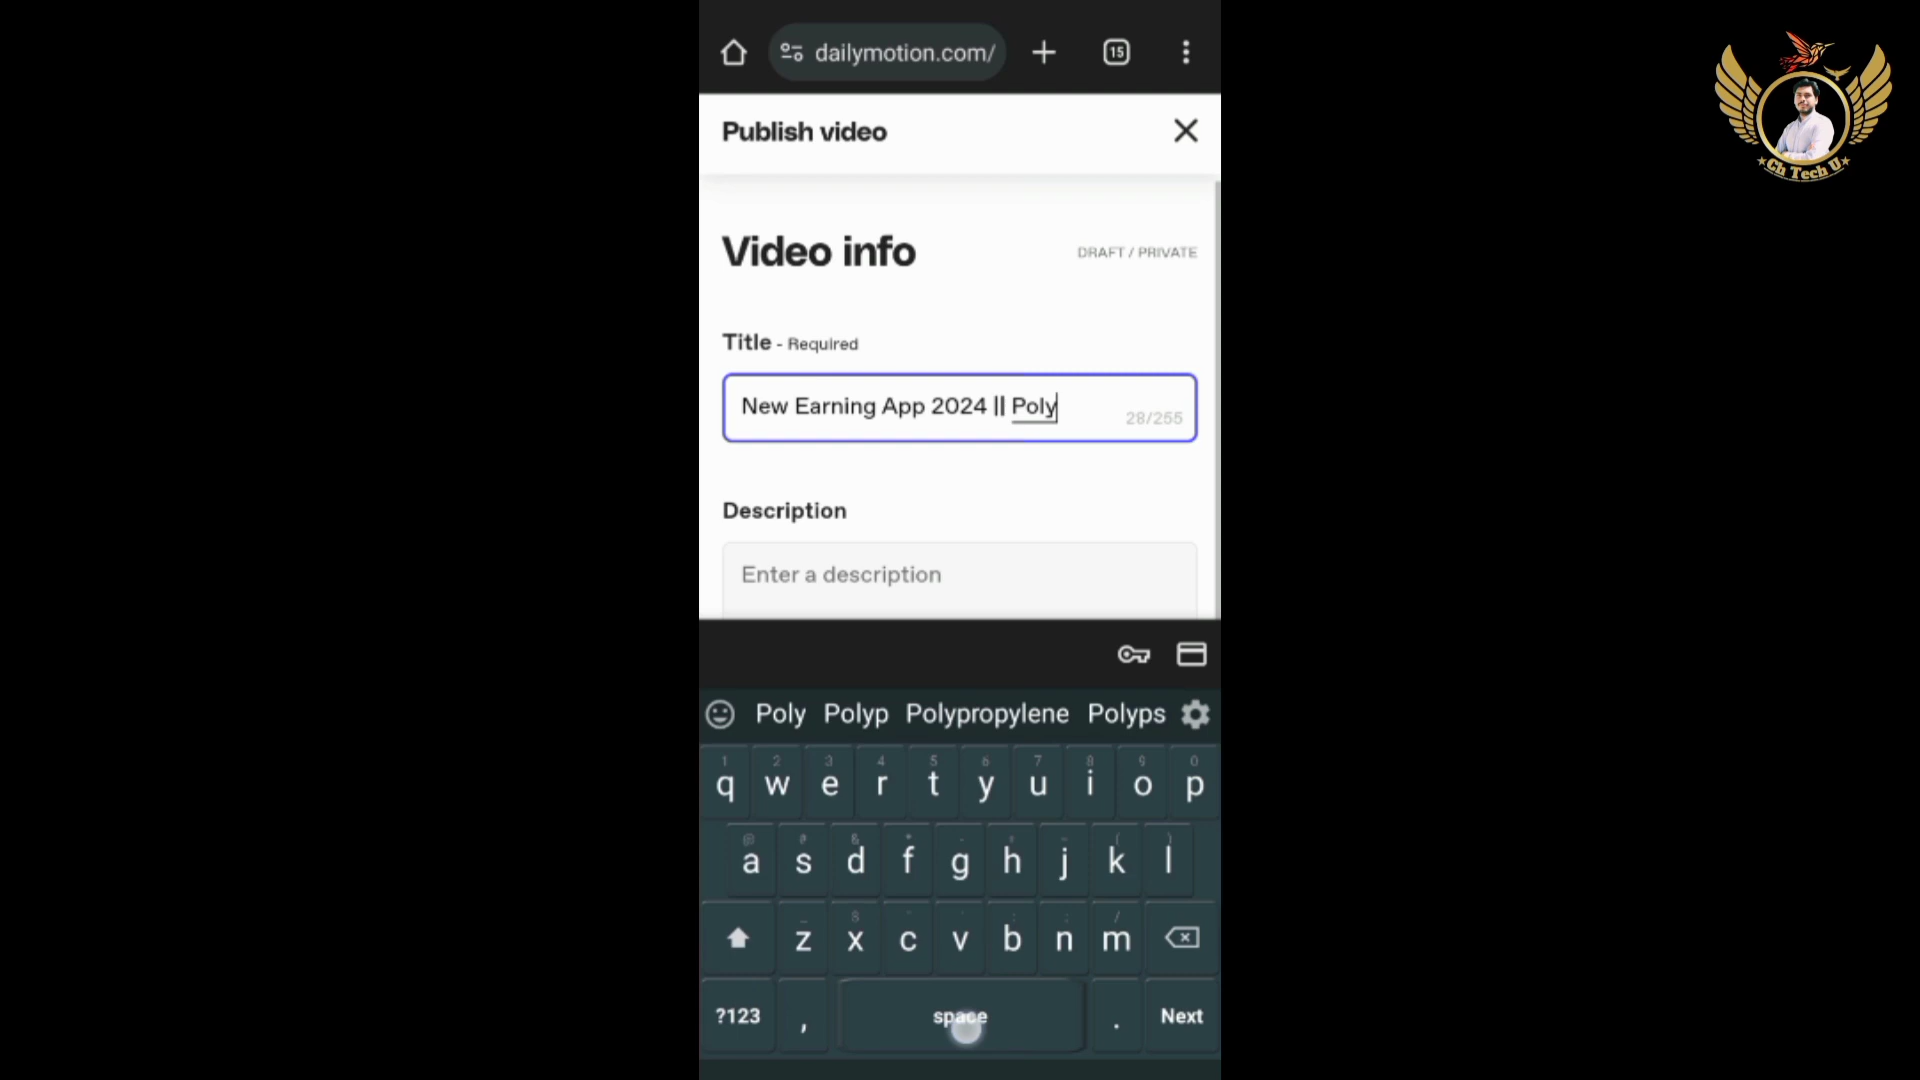 dailymotion.com/
15
Publish video
Video info
DRAFT / PRIVATE
Title - Required
New Earning App 2024 || Poly
28/255
Description
Enter a description
Poly Polyp Polypropylene Polyps
1 2 3 4 5 6 7 8 9 0
q w e r t y u i o p
a s d f g h j k l
z x c v b n m
?123 , space . Next
Ch Tech U